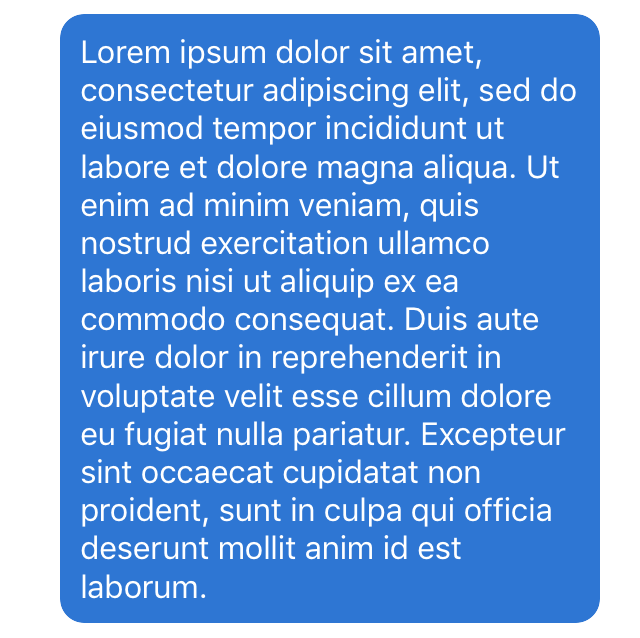 Lorem ipsum dolor sit amet,
consectetur adipiscing elit, sed do
eiusmod tempor incididunt ut
labore et dolore magna aliqua. Ut
enim ad minim veniam, quis
nostrud exercitation ullamco
laboris nisi ut aliquip ex ea
commodo consequat. Duis aute
irure dolor in reprehenderit in
voluptate velit esse cillum dolore
eu fugiat nulla pariatur. Excepteur
sint occaecat cupidatat non
proident, sunt in culpa qui officia
deserunt mollit anim id est
laborum.